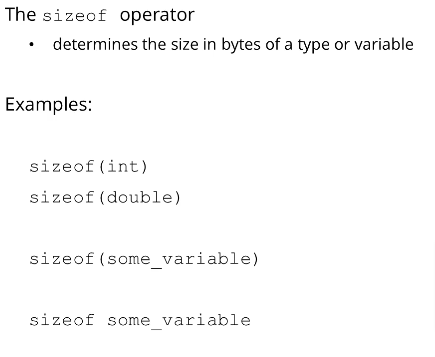 The sizeof operator
• determines the size in bytes of a type or variable
Examples:
sizeof(int)
sizeof(double)
sizeof(some_variable)
sizeof some_variable